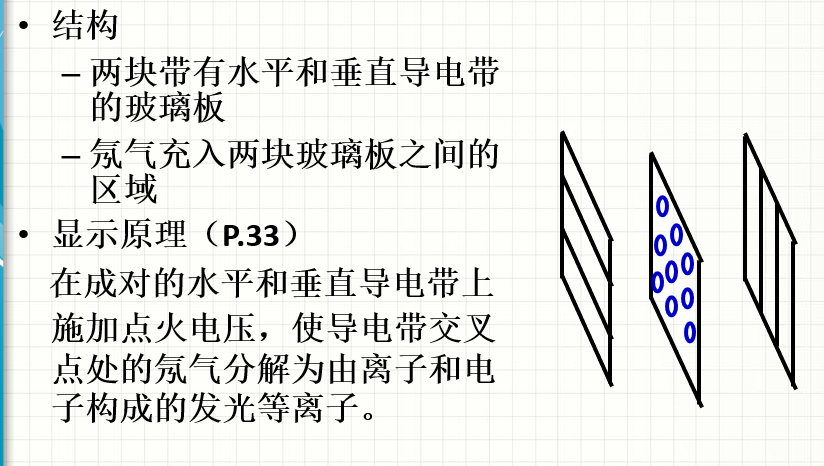 • 结构
– 两块带有水平和垂直导电带
的玻璃板
– 氖气充入两块玻璃板之间的
区域
• 显示原理（P.33）
在成对的水平和垂直导电带上
施加点火电压，使导电带交叉
点处的氖气分解为由离子和电
子构成的发光等离子。